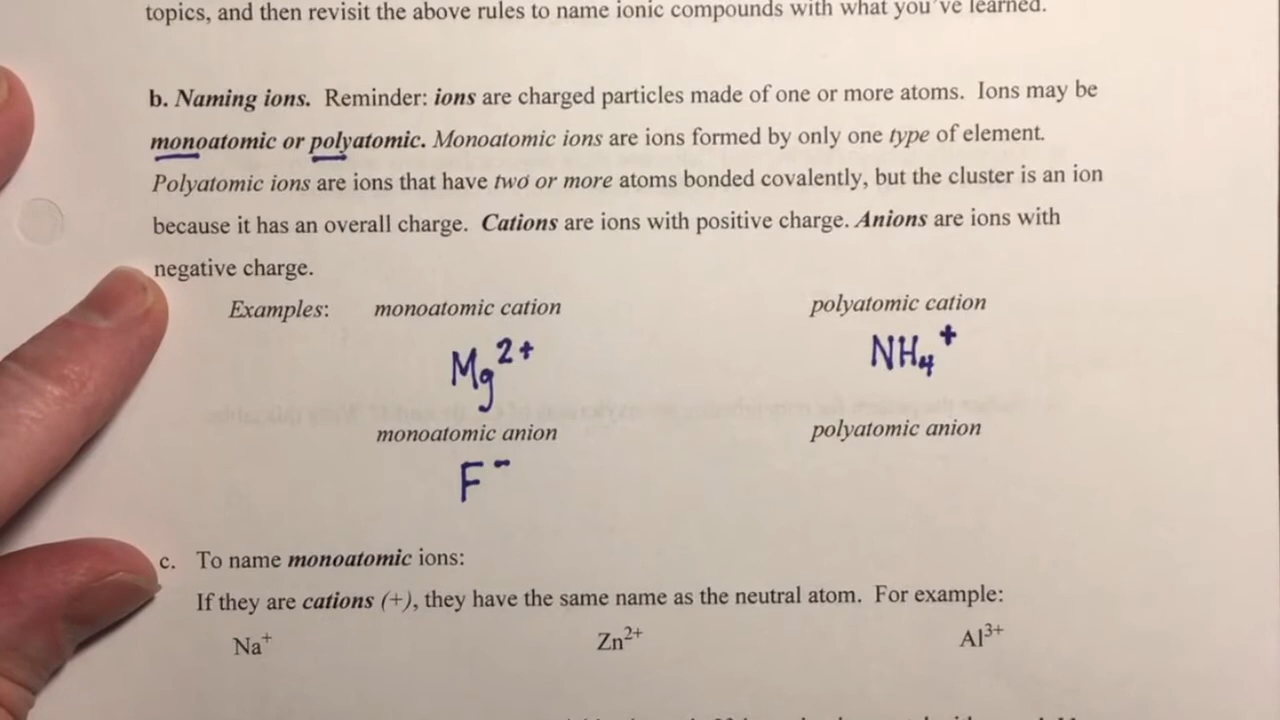 topics, and then revisit the above rules to name ionic compounds with what you've learned.
b. Naming ions. Reminder: ions are charged particles made of one or more atoms. Ions may be
monoatomic or polyatomic. Monoatomic ions are ions formed by only one type of element.
Polyatomic ions are ions that have two or more atoms bonded covalently, but the cluster is an ion
because it has an overall charge. Cations are ions with positive charge. Anions are ions with
negative charge.
Examples: monoatomic cation polyatomic cation
Mg²⁺ NH₄⁺
monoatomic anion polyatomic anion
F⁻
c. To name monoatomic ions:
If they are cations (+), they have the same name as the neutral atom. For example:
Na⁺ Zn²⁺ Al³⁺